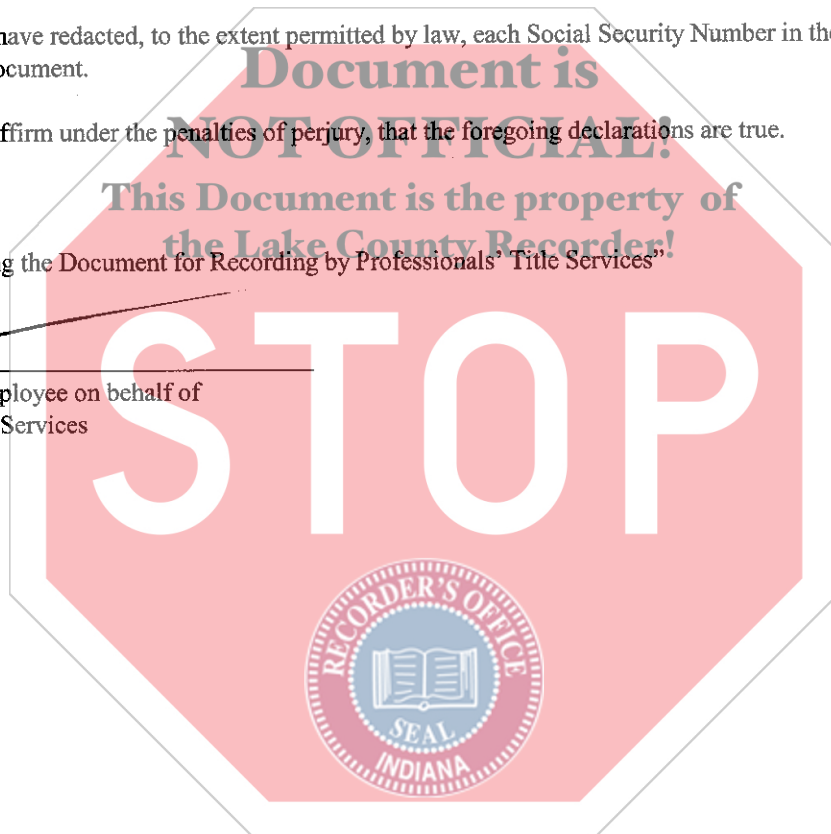 have redacted, to the extent permitted by law, each Social Security Number in the
Document is
ocument.
NOT OFFICIAL!
ffirm under the penalties of perjury, that the foregoing declarations are true.
This Document is the property of
the Lake County Recorder!
g the Document for Recording by Professionals’ Title Services”
ployee on behalf of
Services
STOP
RECORDER'S OFFICE
SEAL
INDIANA